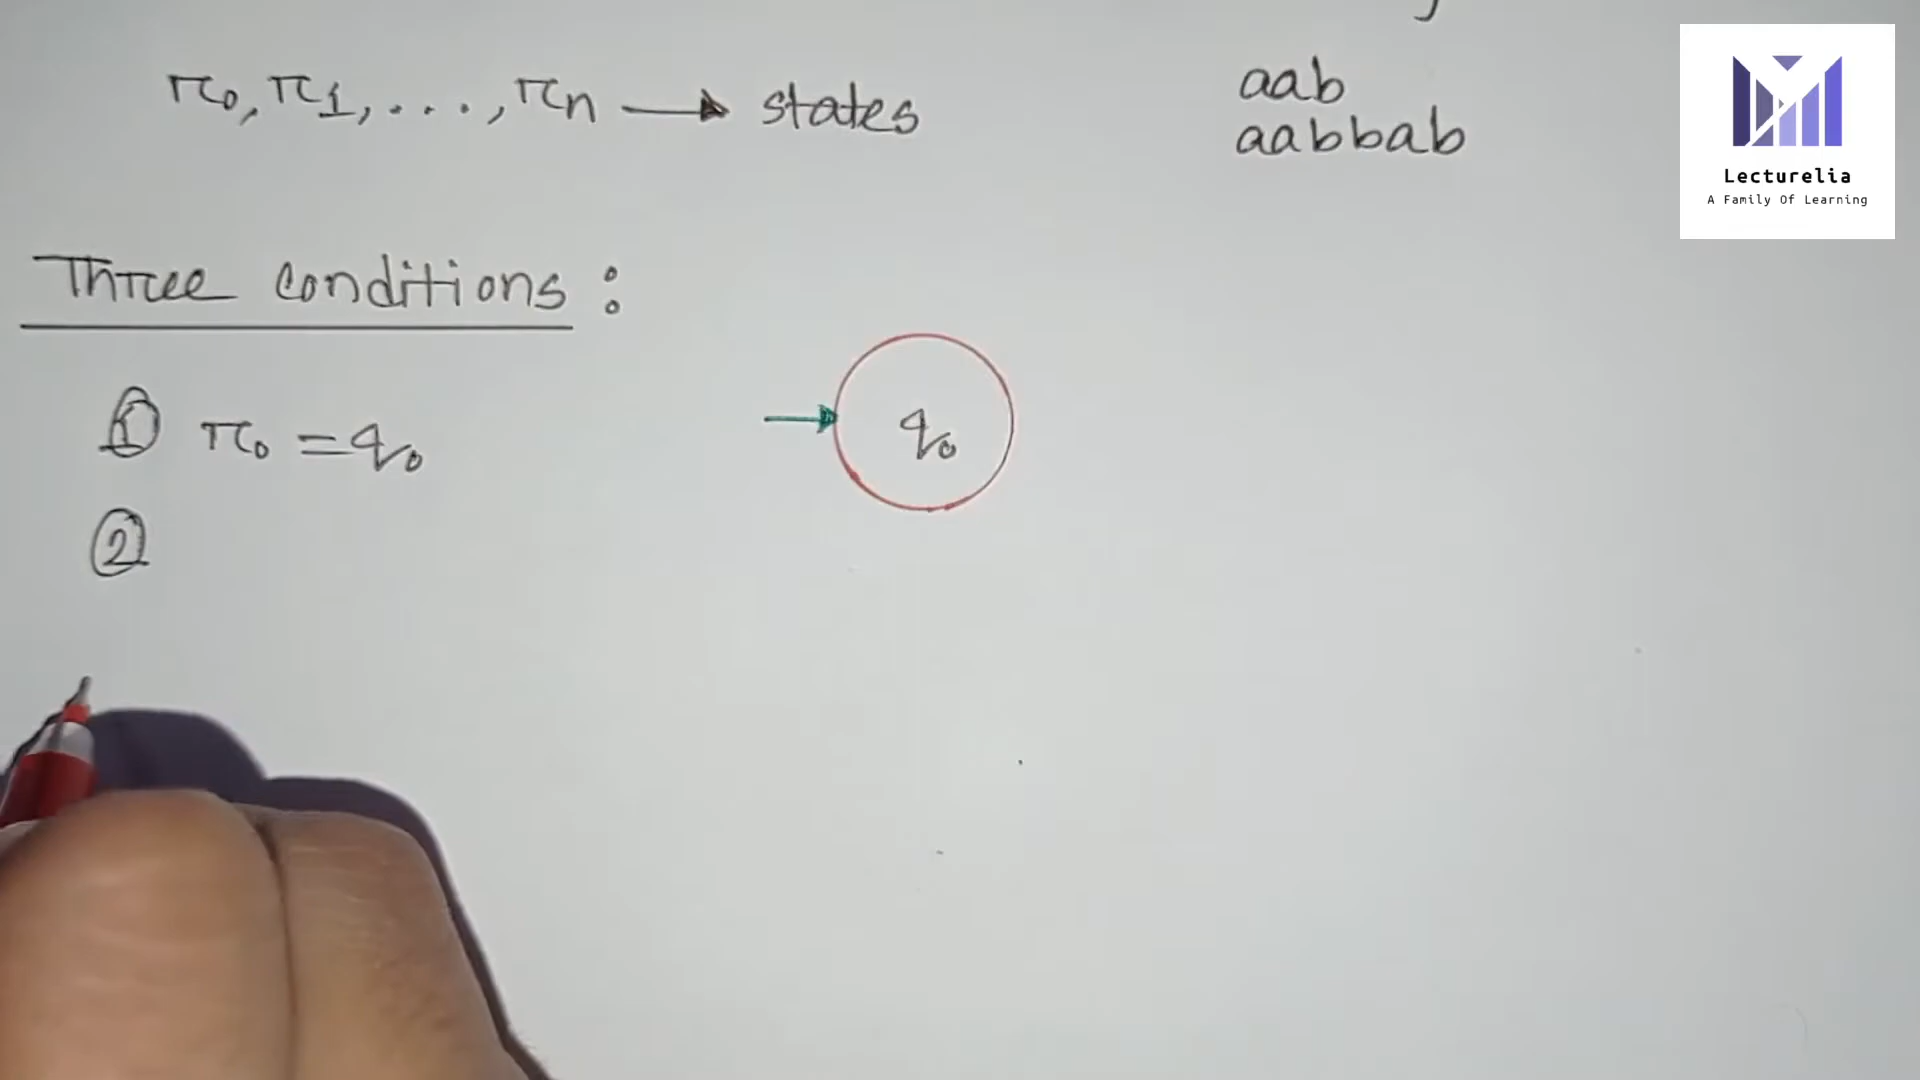 r₀, r₁, . . . . , rₙ → states
aab
aabbab
Lecturelia
A Family Of Learning
Three conditions :
① r₀ = q₀
q₀
②